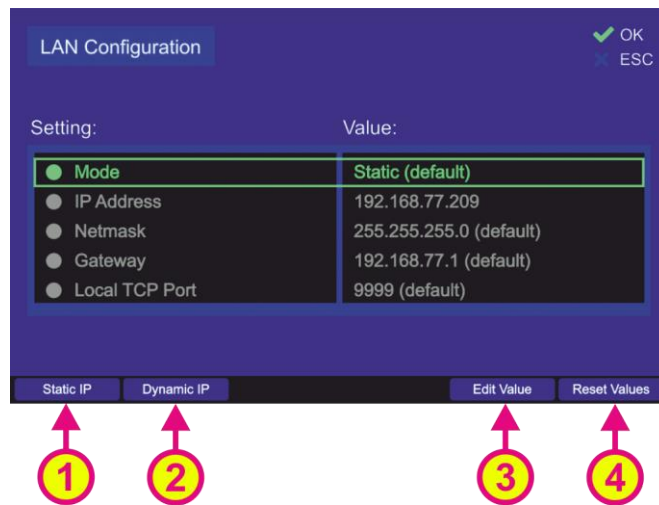 LAN Configuration
OK
ESC
Setting: Value:
Mode Static (default)
IP Address 192.168.77.209
Netmask 255.255.255.0 (default)
Gateway 192.168.77.1 (default)
Local TCP Port 9999 (default)
Static IP Dynamic IP Edit Value Reset Values
1 2 3 4